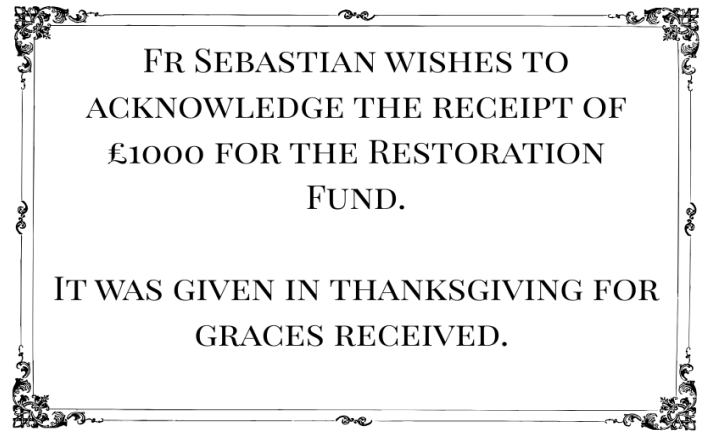 Fr Sebastian wishes to
acknowledge the receipt of
£1000 for the Restoration
Fund.
It was given in thanksgiving for
graces received.